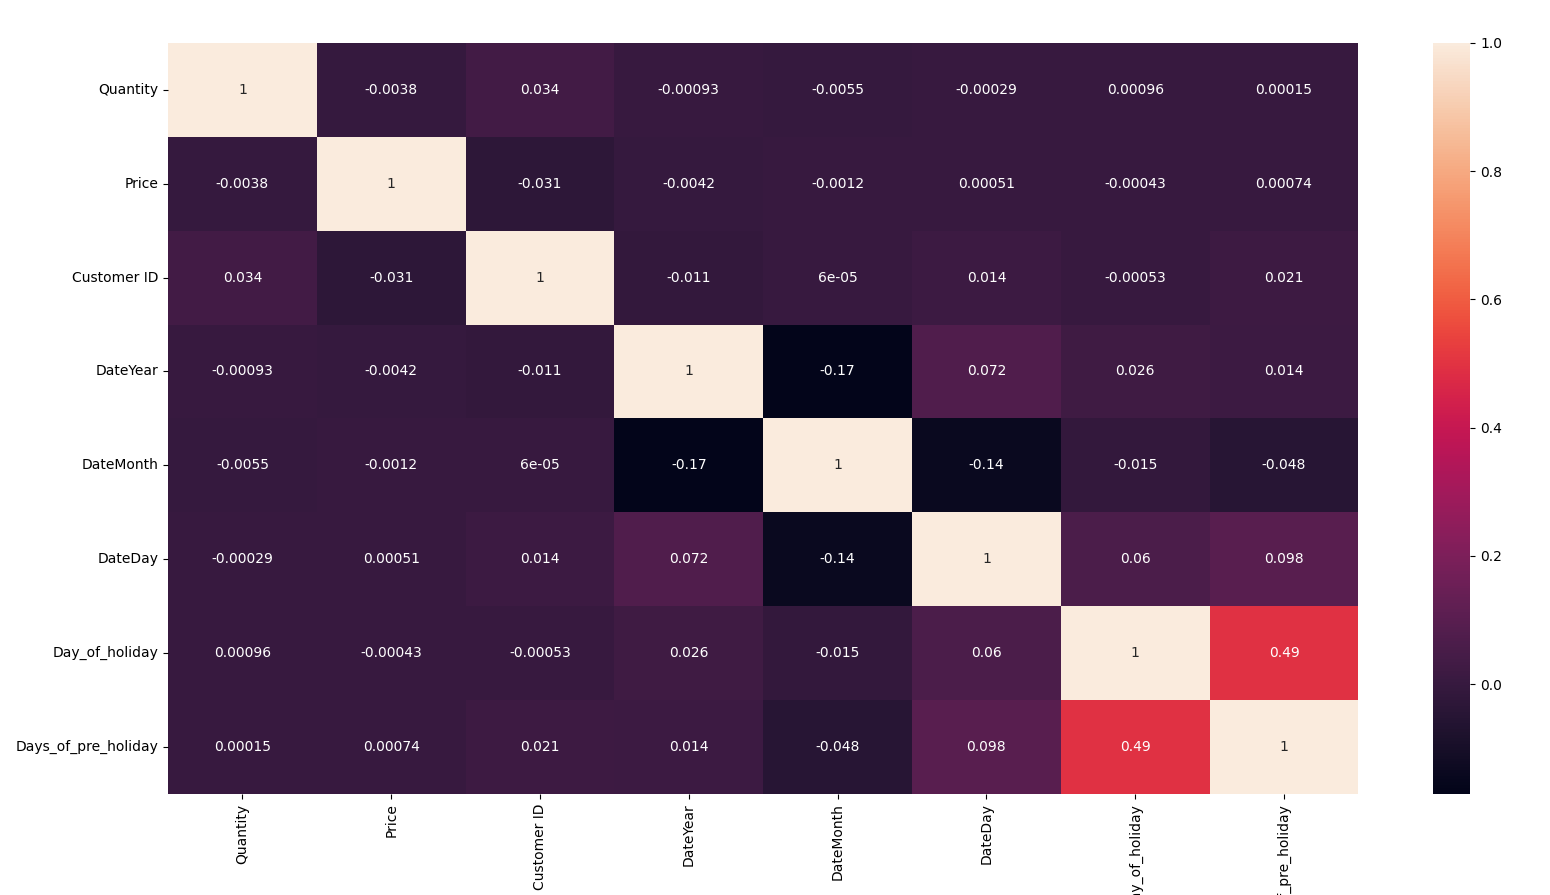 Quantity 1 -0.0038 0.034 -0.00093 -0.0055 -0.00029 0.00096 0.00015
Price -0.0038 1 -0.031 -0.0042 -0.0012 0.00051 -0.00043 0.00074
Customer ID 0.034 -0.031 1 -0.011 6e-05 0.014 -0.00053 0.021
DateYear -0.00093 -0.0042 -0.011 1 -0.17 0.072 0.026 0.014
DateMonth -0.0055 -0.0012 6e-05 -0.17 1 -0.14 -0.015 -0.048
DateDay -0.00029 0.00051 0.014 0.072 -0.14 1 0.06 0.098
Day_of_holiday 0.00096 -0.00043 -0.00053 0.026 -0.015 0.06 1 0.49
Days_of_pre_holiday 0.00015 0.00074 0.021 0.014 -0.048 0.098 0.49 1
Quantity
Price
Customer ID
DateYear
DateMonth
DateDay
y_of_holiday
_pre_holiday
1.0
0.8
0.6
0.4
0.2
0.0